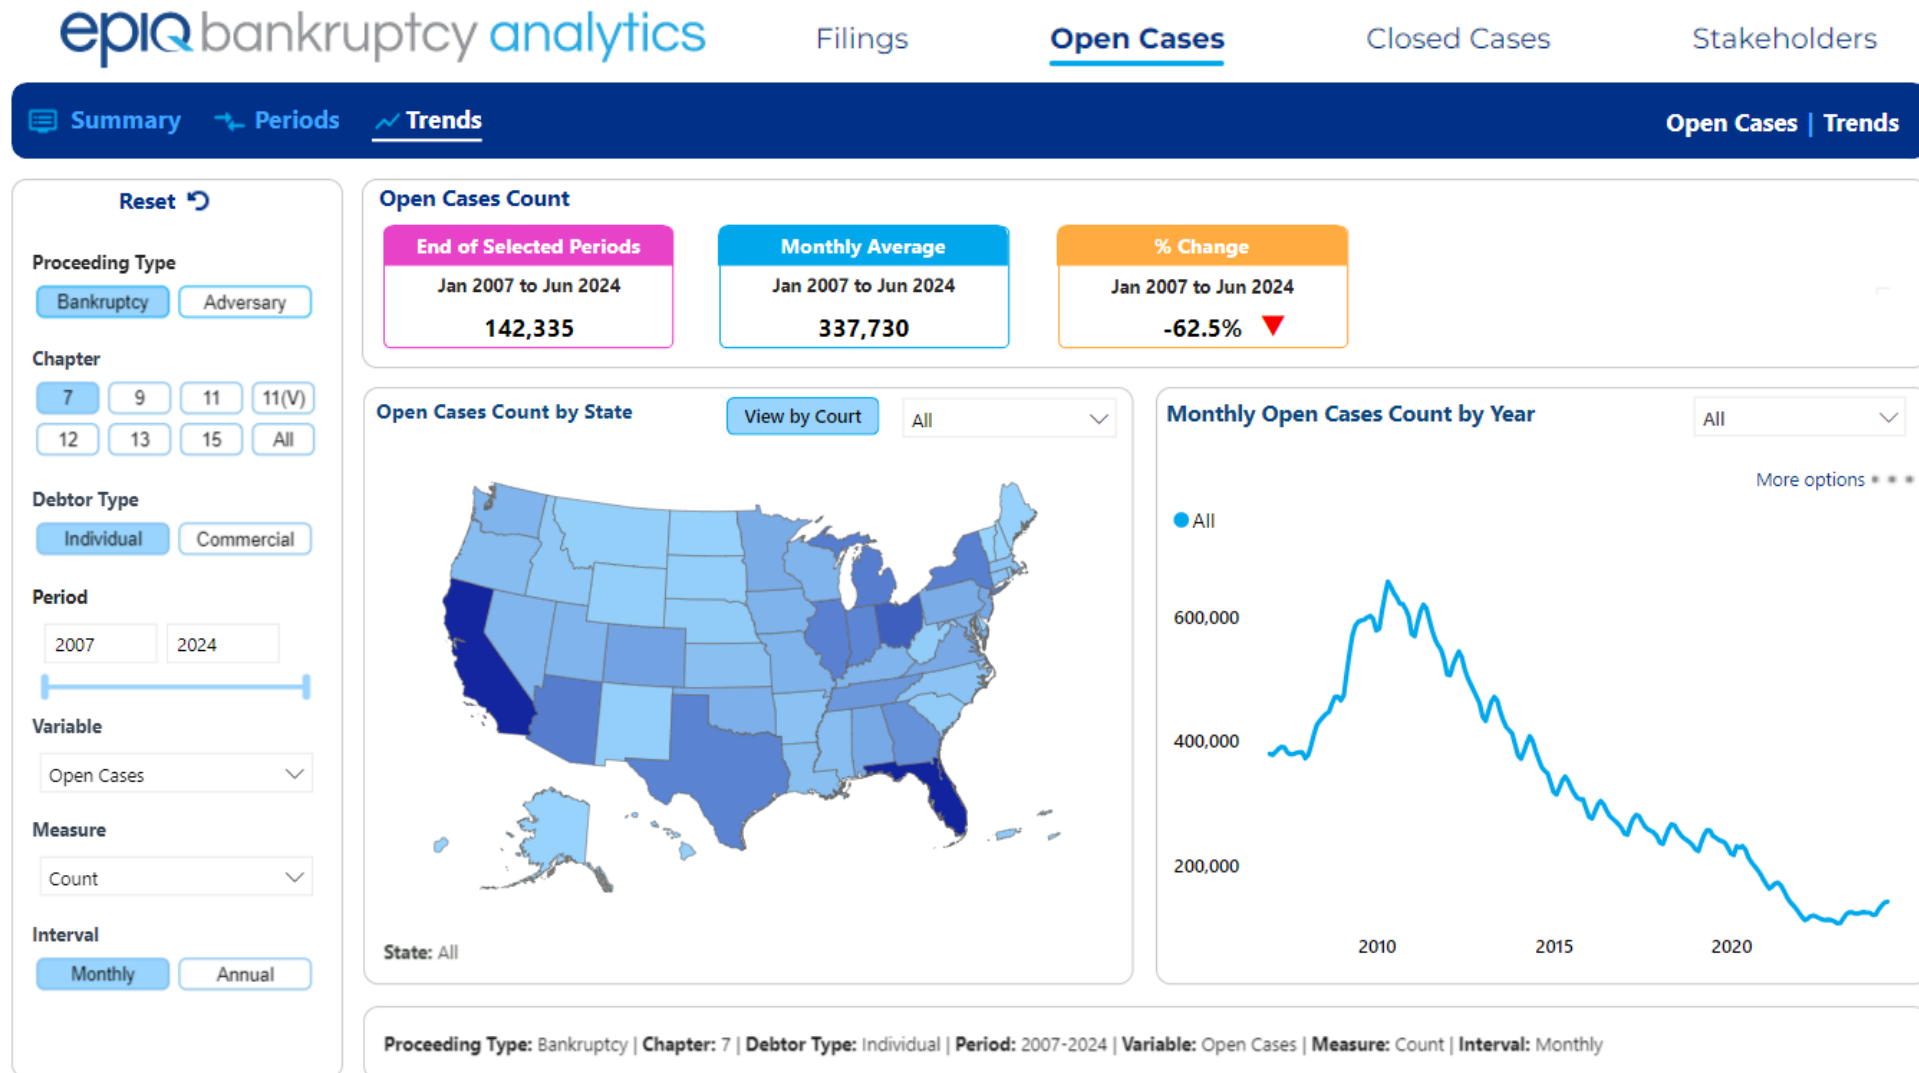 epiq bankruptcy analytics
Filings
Open Cases
Closed Cases
Stakeholders
Summary
Periods
Trends
Open Cases | Trends
Reset
Proceeding Type
Bankruptcy
Adversary
Chapter
7
9
11
11(V)
12
13
15
All
Debtor Type
Individual
Commercial
Period
2007
2024
Variable
Open Cases
Measure
Count
Interval
Monthly
Annual
Open Cases Count
End of Selected Periods
Jan 2007 to Jun 2024
142,335
Monthly Average
Jan 2007 to Jun 2024
337,730
% Change
Jan 2007 to Jun 2024
-62.5%
Open Cases Count by State
View by Court
All
State: All
Monthly Open Cases Count by Year
All
More options
All
600,000
400,000
200,000
2010
2015
2020
Proceeding Type: Bankruptcy | Chapter: 7 | Debtor Type: Individual | Period: 2007-2024 | Variable: Open Cases | Measure: Count | Interval: Monthly